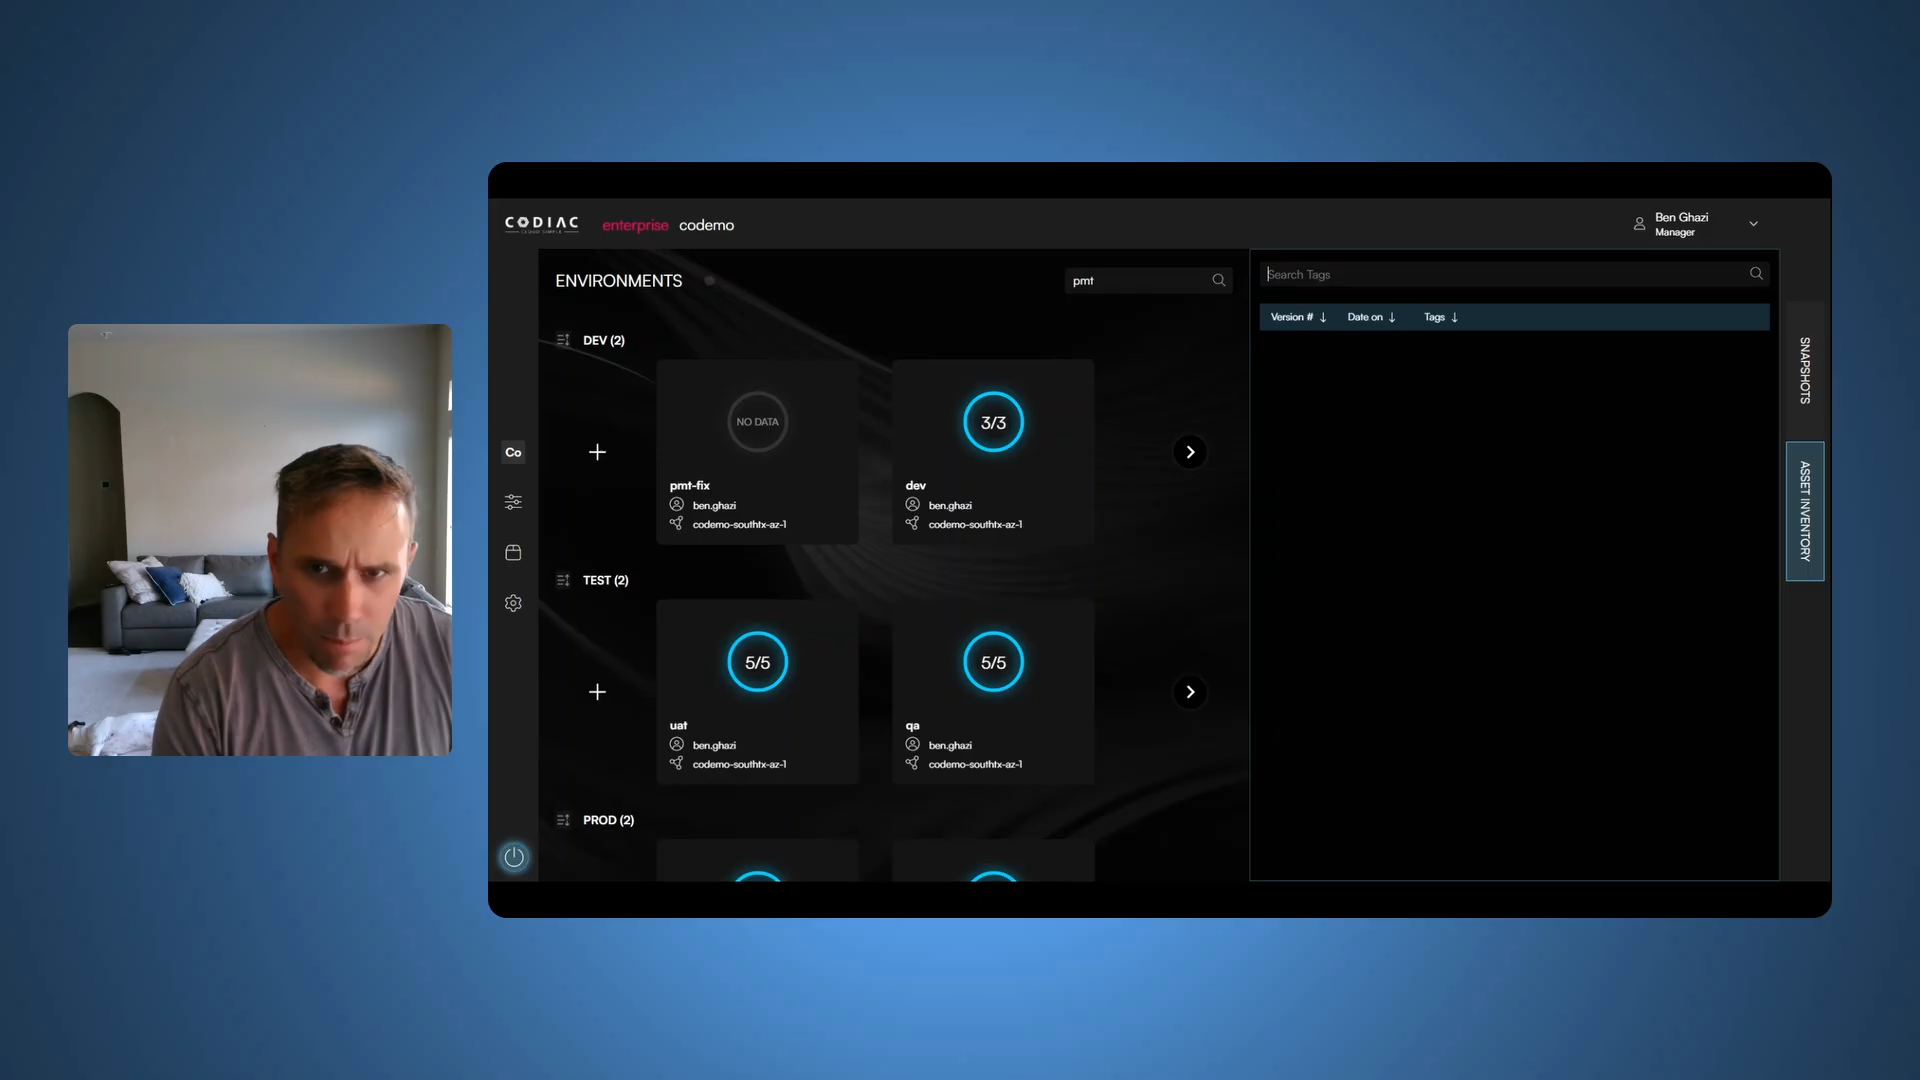 CODIAC
CLOUD SIMPLE
enterprise codemo
Ben Ghazi
Manager
ENVIRONMENTS
pmt
Search Tags
Version # ↓ Date on ↓ Tags ↓
SNAPSHOTS
ASSET INVENTORY
Co
DEV (2)
NO DATA
pmt-fix
ben.ghazi
codemo-southtx-az-1
3/3
dev
ben.ghazi
codemo-southtx-az-1
TEST (2)
5/5
uat
ben.ghazi
codemo-southtx-az-1
5/5
qa
ben.ghazi
codemo-southtx-az-1
PROD (2)